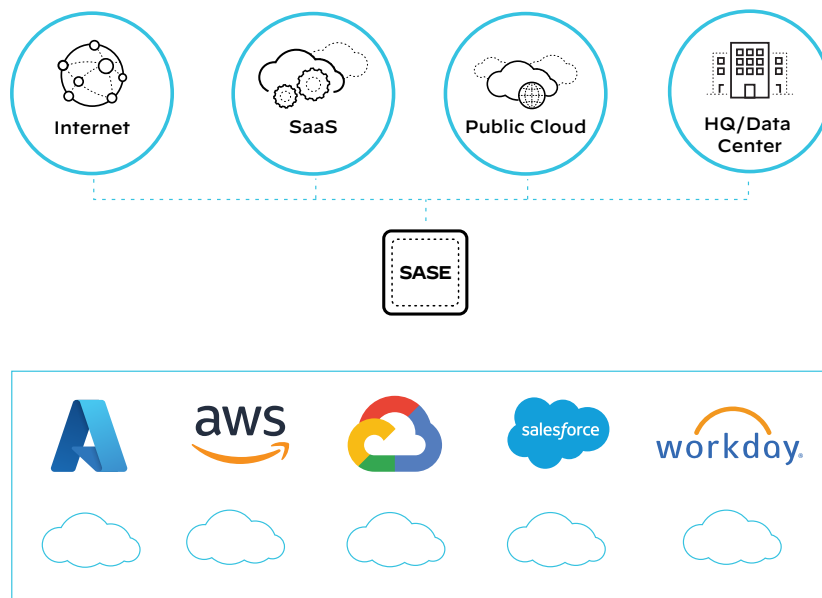 Internet
SaaS
Public Cloud
HQ/Data
Center
SASE
aws
salesforce
workday.